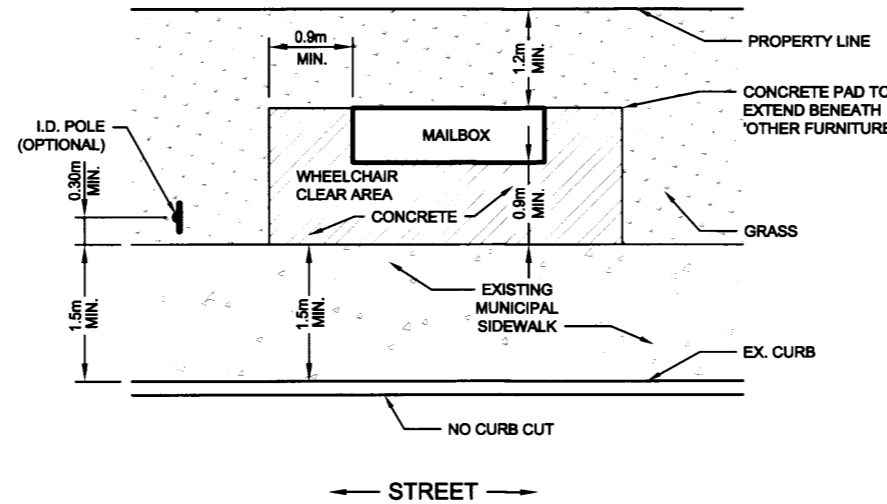 0.9m
MIN.
1.2m
MIN.
PROPERTY LINE
CONCRETE PAD TO
EXTEND BENEATH
'OTHER FURNITURE
I.D. POLE
(OPTIONAL)
0.30m
MIN.
MAILBOX
WHEELCHAIR
CLEAR AREA
CONCRETE
0.9m
MIN.
GRASS
1.5m
MIN.
1.5m
MIN.
EXISTING
MUNICIPAL
SIDEWALK
EX. CURB
NO CURB CUT
STREET